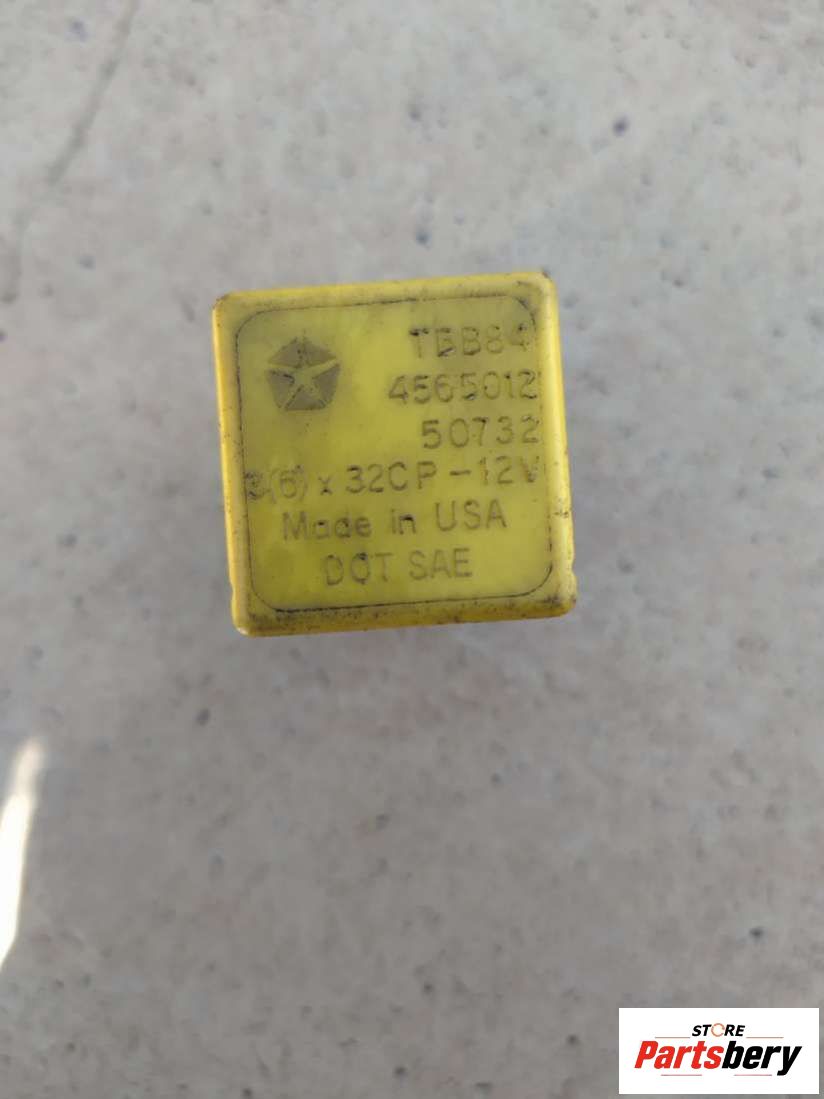 TBB84
4565012
50732
3(6) x 32CP-12V
Made in USA
DOT SAE
STORE
Partsbery